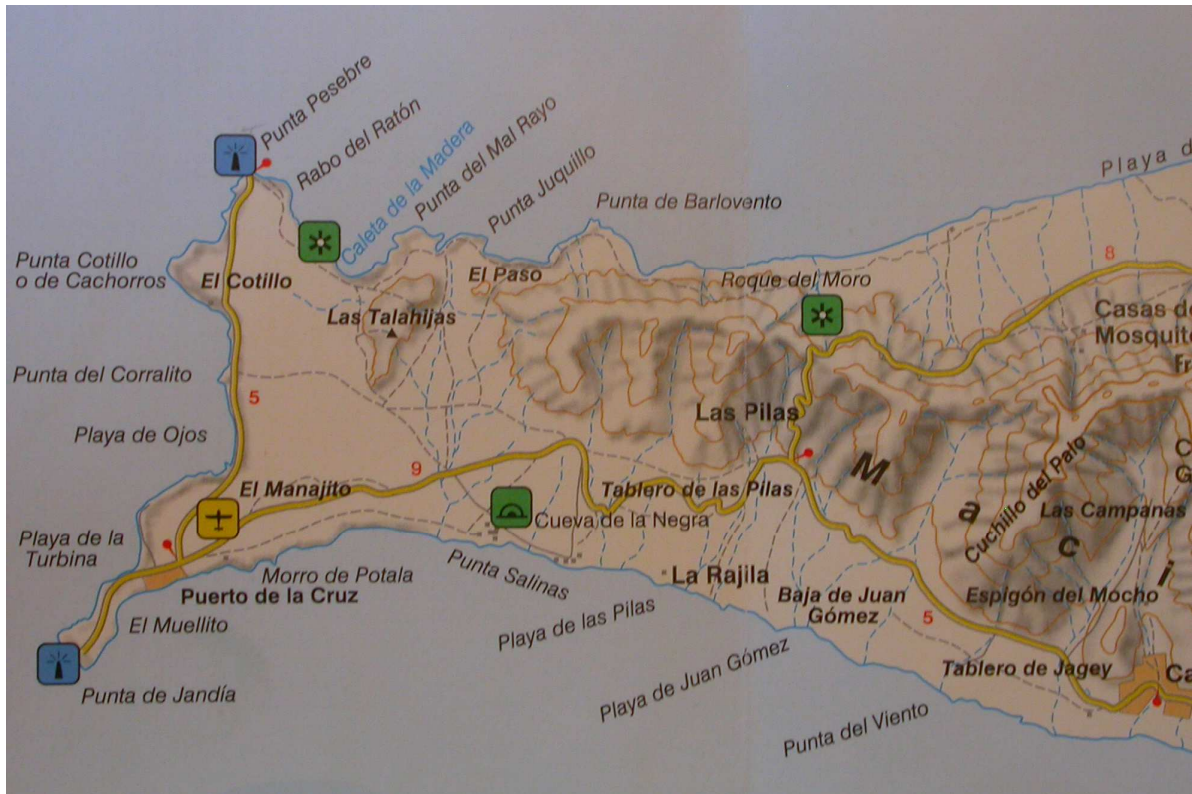 Punta Pesebre
Rabo del Ratón
Caleta de la Madera
Punta del Mal Rayo
Punta Juquillo
Punta de Barlovento
Playa d
Punta Cotillo
o de Cachorros
El Cotillo
El Paso
Roque del Moro
8
Las Talahijas
Casas de
Mosquito
Fr
Punta del Corralito
5
Las Pilas
Playa de Ojos
9
M
a
c
i
Cuchillo del Palo
C
G
El Manajito
Tablero de las Pilas
Las Campanas
Cueva de la Negra
Playa de la
Turbina
Morro de Potala
Punta Salinas
La Rajila
Puerto de la Cruz
Baja de Juan
Gómez
Espigón del Mocho
5
El Muellito
Playa de las Pilas
Playa de Juan Gómez
Tablero de Jagey
Ca
Punta de Jandía
Punta del Viento